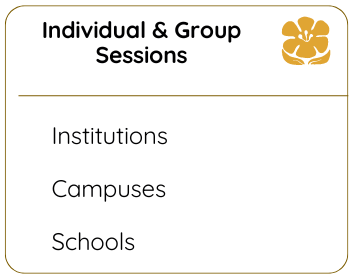 Individual & Group
Sessions
Institutions
Campuses
Schools